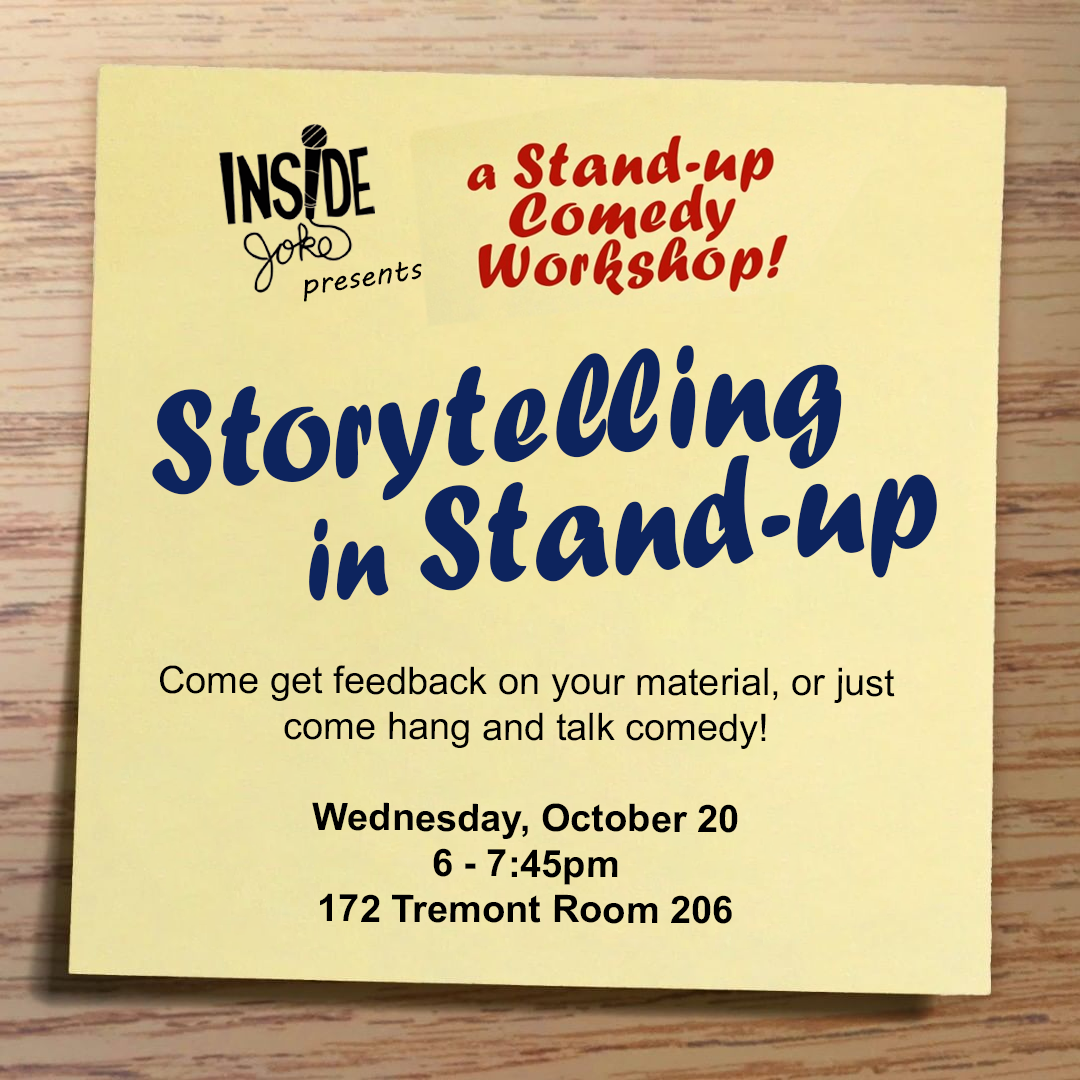 INSIDE
Joke
presents
a Stand-up
Comedy
Workshop!
Storytelling
in Stand-up
Come get feedback on your material, or just
come hang and talk comedy!
Wednesday, October 20
6 - 7:45pm
172 Tremont Room 206